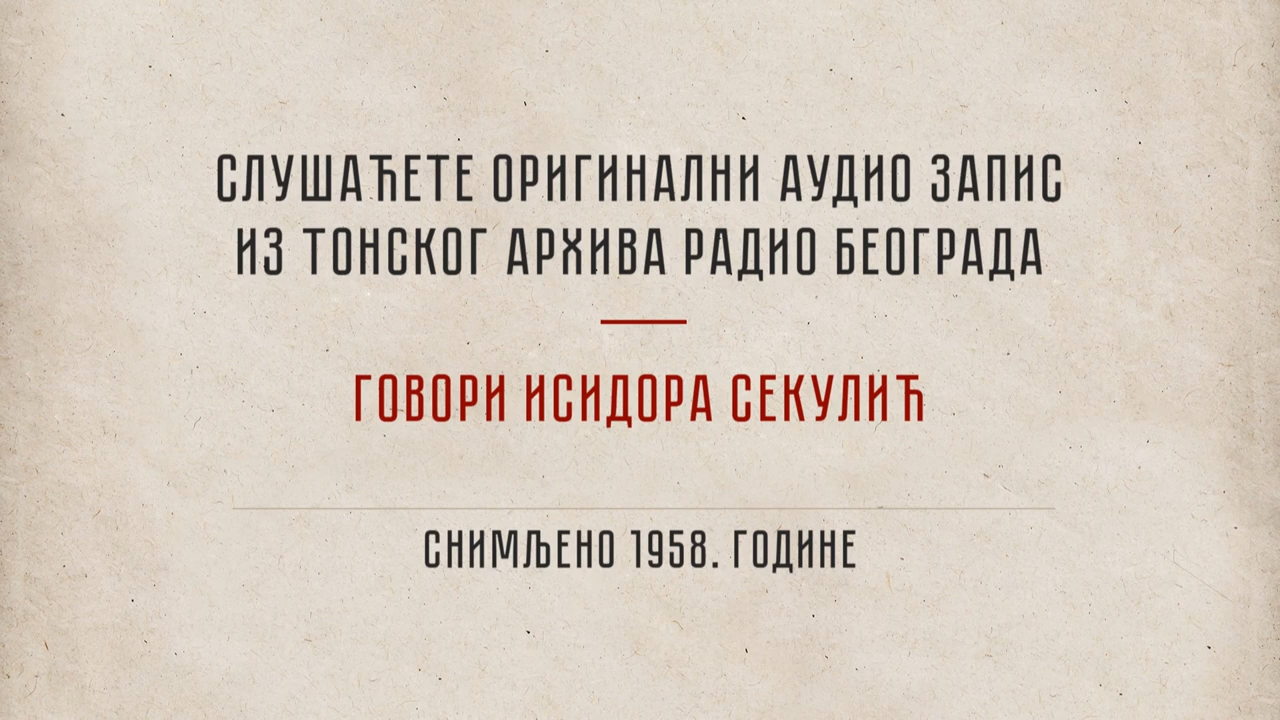 СЛУШАЋЕТЕ ОРИГИНАЛНИ АУДИО ЗАПИС
ИЗ ТОНСКОГ АРХИВА РАДИО БЕОГРАДА
ГОВОРИ ИСИДОРА СЕКУЛИЋ
СНИМЉЕНО 1958. ГОДИНЕ